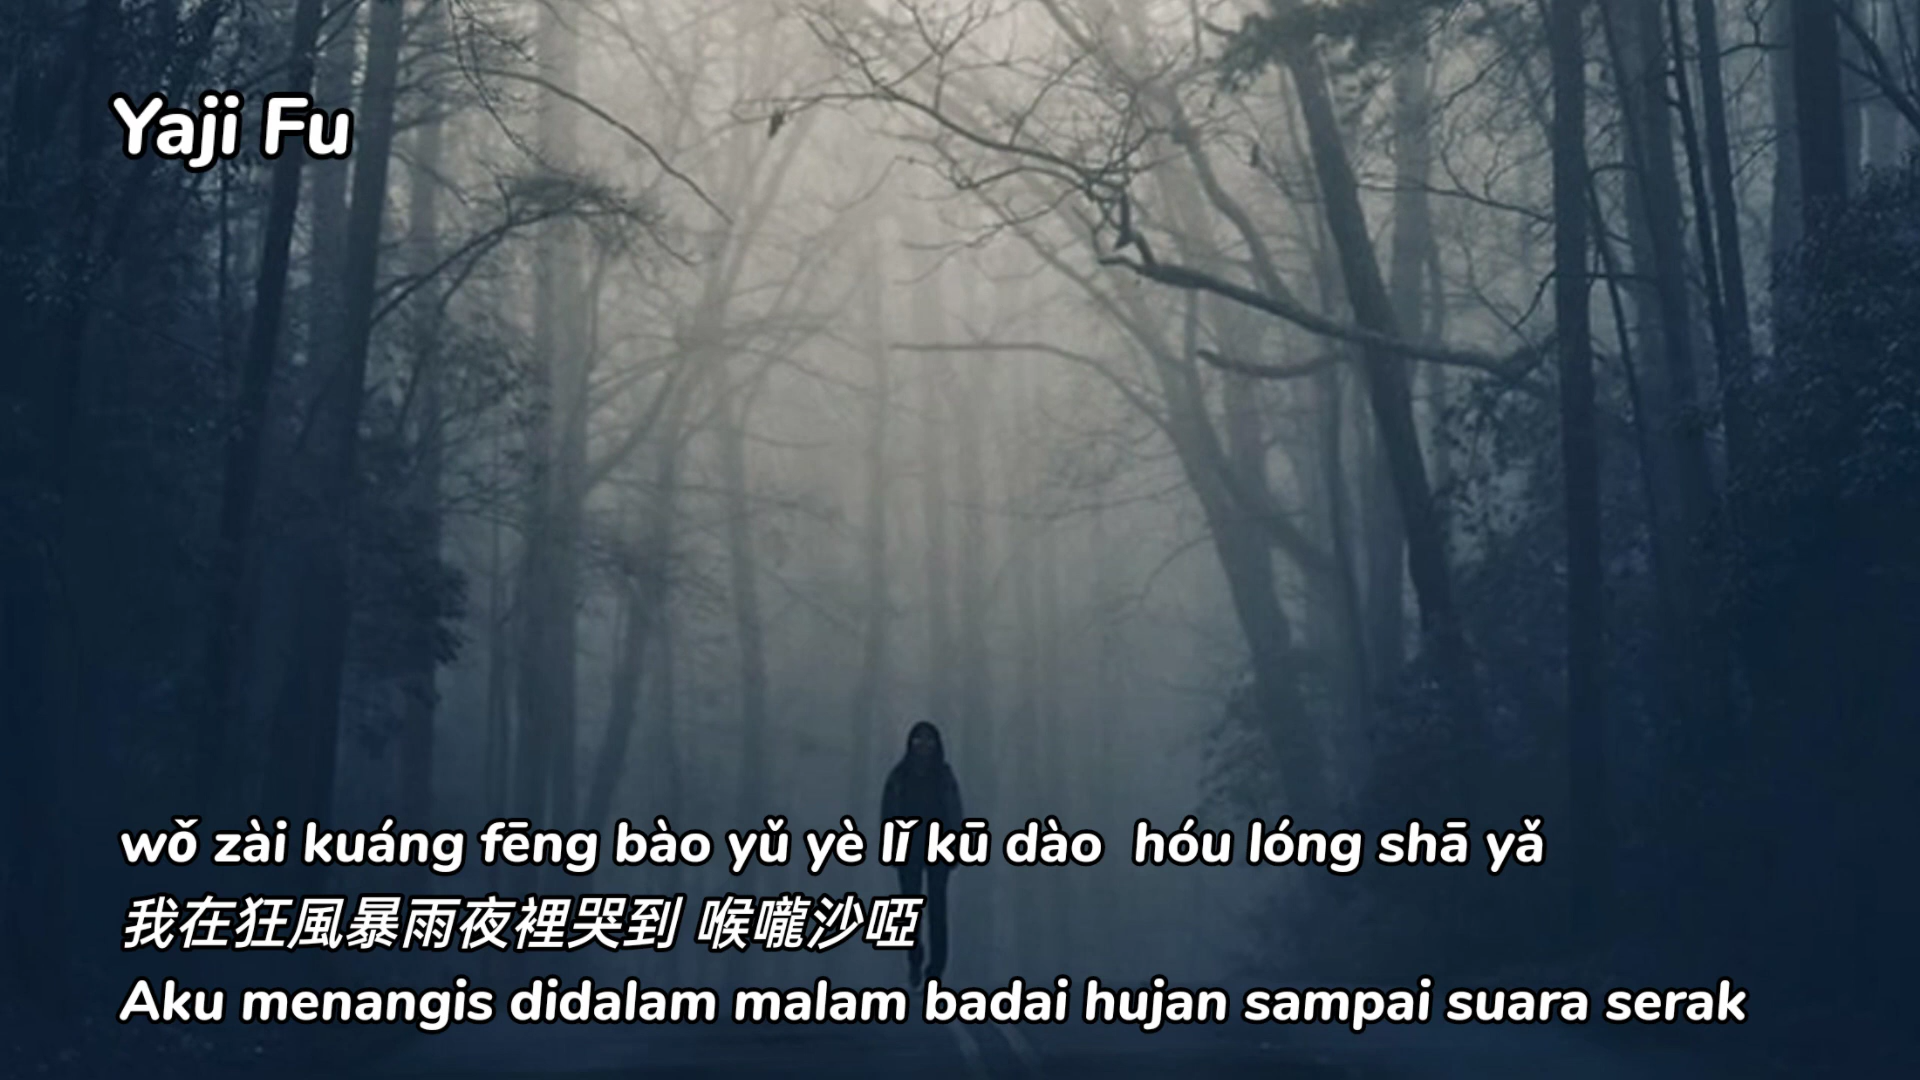 Yaji Fu
wǒ zài kuáng fēng bào yǔ yè lǐ kū dào  hóu lóng shā yǎ
我在狂風暴雨夜裡哭到 喉嚨沙啞
Aku menangis didalam malam badai hujan sampai suara serak